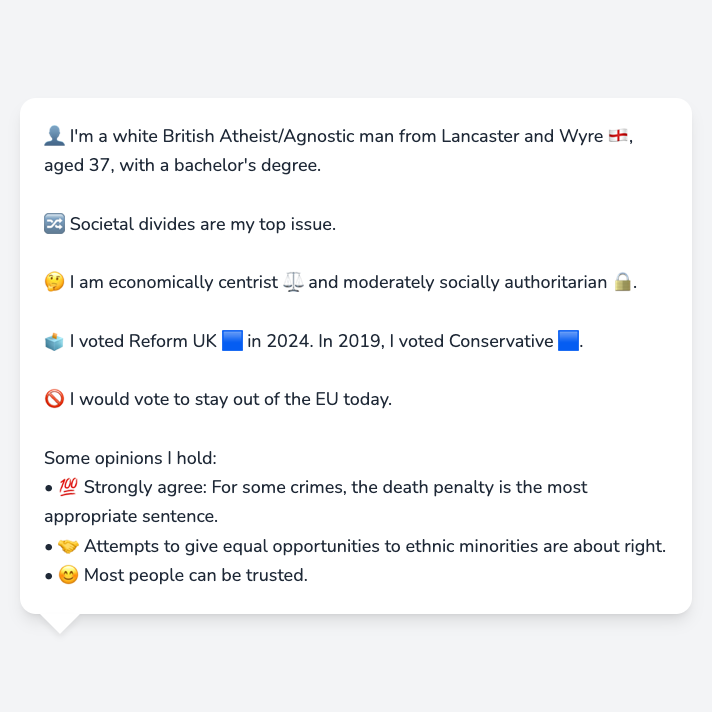 👤 I'm a white British Atheist/Agnostic man from Lancaster and Wyre 🏴󠁧󠁢󠁥󠁮󠁧󠁿,
aged 37, with a bachelor's degree.
🔀 Societal divides are my top issue.
🤔 I am economically centrist ⚖️ and moderately socially authoritarian 🔒.
🗳️ I voted Reform UK 🟦 in 2024. In 2019, I voted Conservative 🟦.
🚫 I would vote to stay out of the EU today.
Some opinions I hold:
• 💯 Strongly agree: For some crimes, the death penalty is the most
appropriate sentence.
• 🤝 Attempts to give equal opportunities to ethnic minorities are about right.
• 😊 Most people can be trusted.